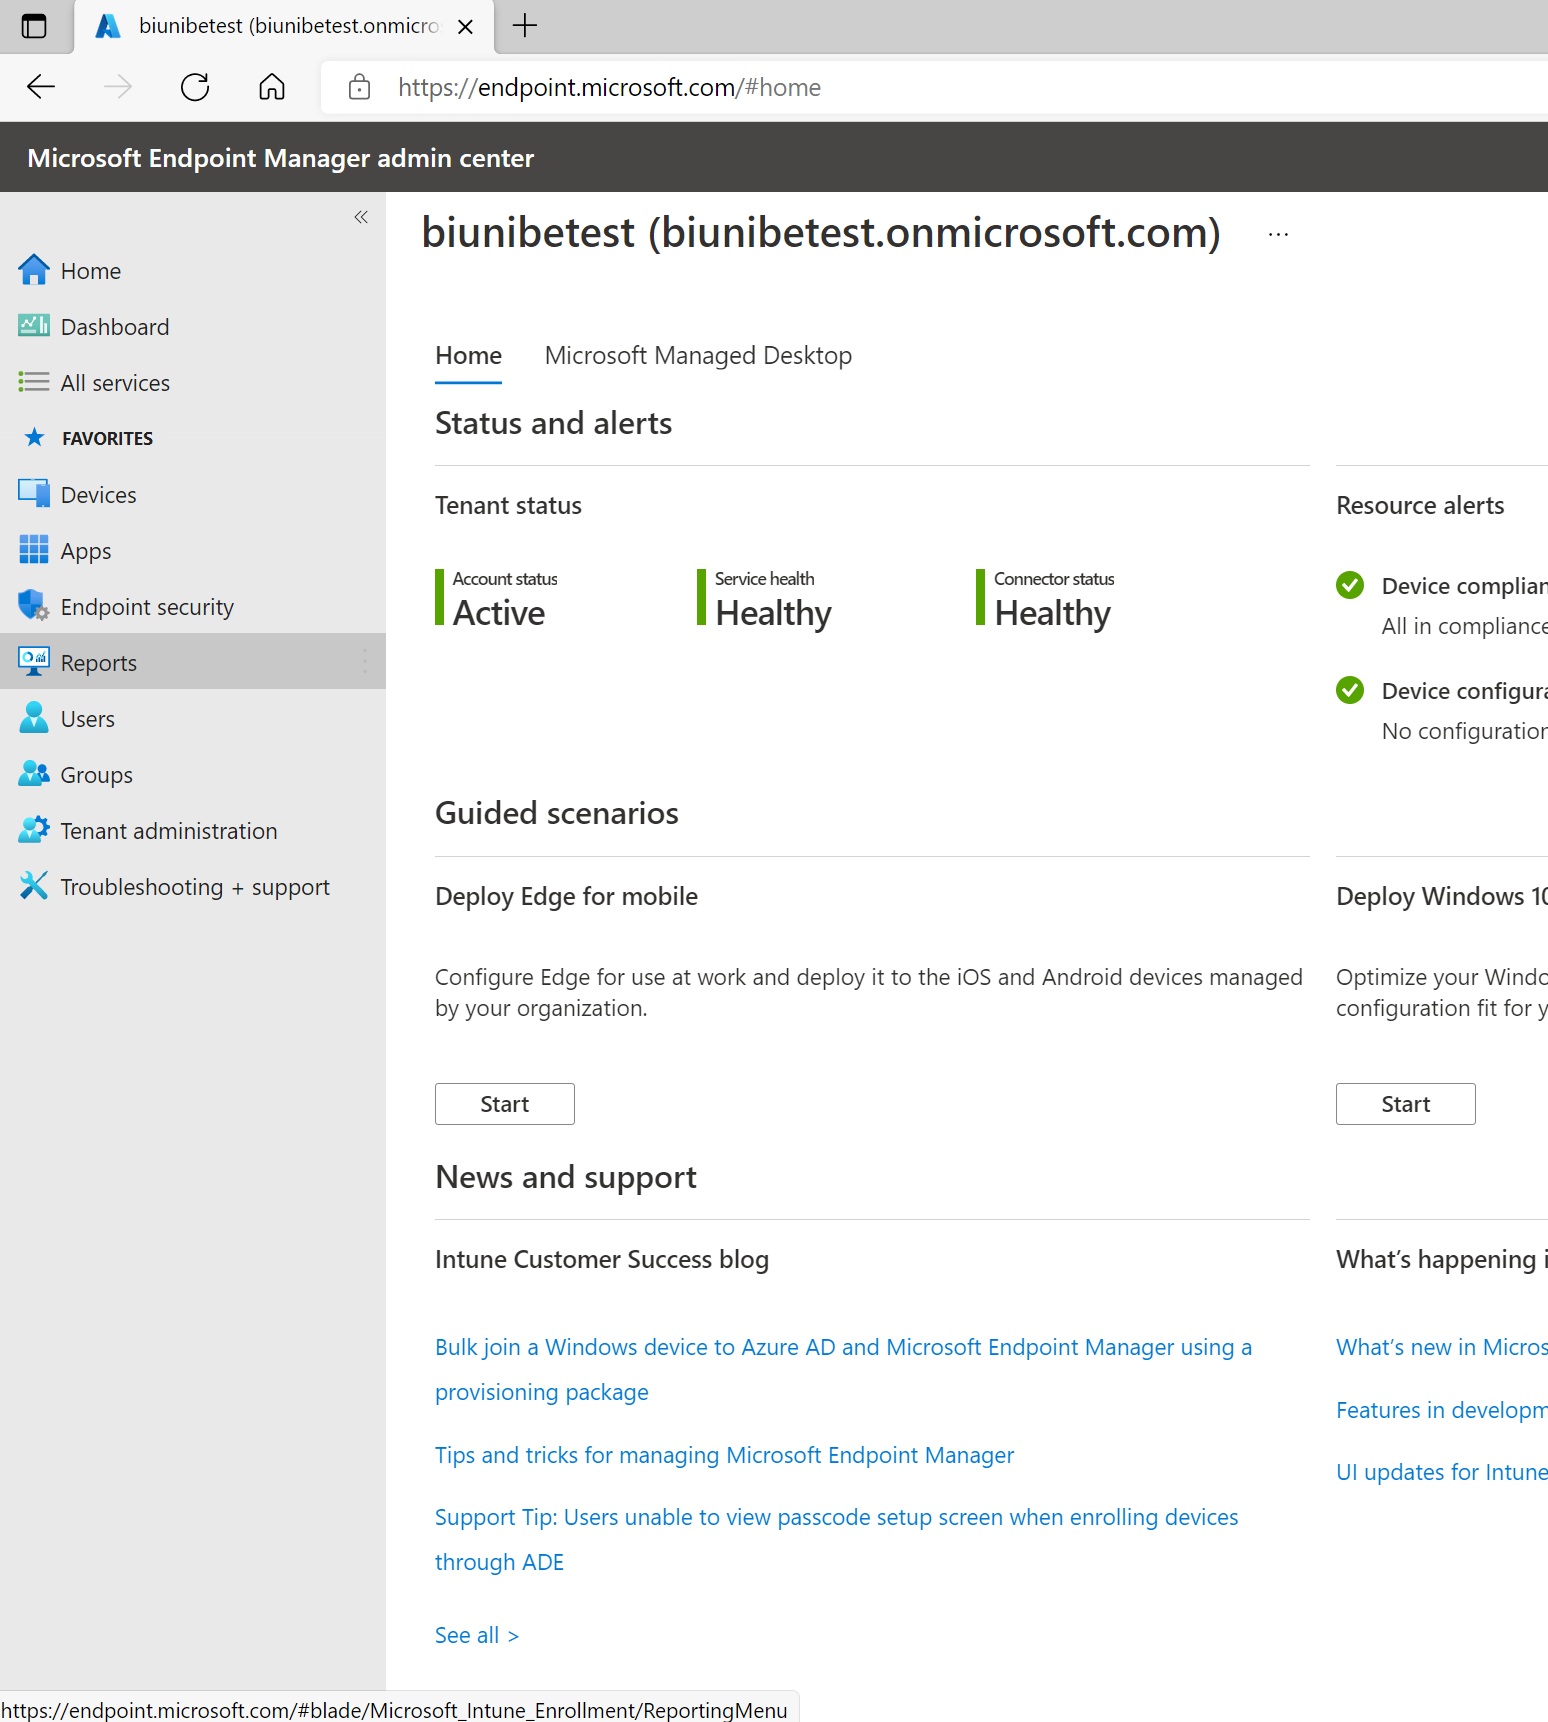 biunibetest (biunibetest.onmicro
https://endpoint.microsoft.com/#home
Microsoft Endpoint Manager admin center
Home
Dashboard
All services
FAVORITES
Devices
Apps
Endpoint security
Reports
Users
Groups
Tenant administration
Troubleshooting + support
biunibetest (biunibetest.onmicrosoft.com) ...
Home Microsoft Managed Desktop
Status and alerts
Tenant status
Account status
Active
Service health
Healthy
Connector status
Healthy
Resource alerts
Device complian
All in compliance
Device configura
No configuration
Guided scenarios
Deploy Edge for mobile
Configure Edge for use at work and deploy it to the iOS and Android devices managed
by your organization.
Start
Deploy Windows 10
Optimize your Windo
configuration fit for y
Start
News and support
Intune Customer Success blog
Bulk join a Windows device to Azure AD and Microsoft Endpoint Manager using a
provisioning package
Tips and tricks for managing Microsoft Endpoint Manager
Support Tip: Users unable to view passcode setup screen when enrolling devices
through ADE
See all >
What's happening i
What's new in Micros
Features in developm
UI updates for Intune
https://endpoint.microsoft.com/#blade/Microsoft_Intune_Enrollment/ReportingMenu